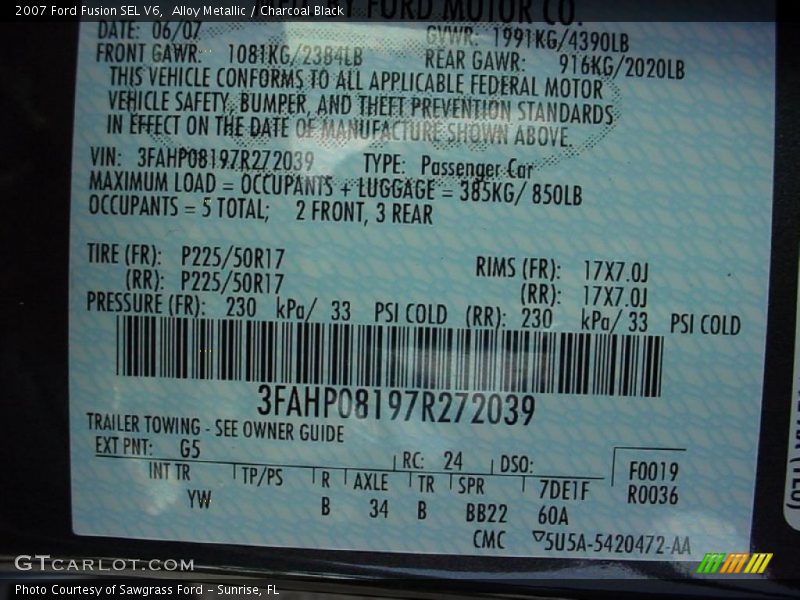 2007 Ford Fusion SEL V6, Alloy Metallic / Charcoal Black
FORD MOTOR CO.
DATE: 06/07 GVWR: 1991KG/4390LB
FRONT GAWR: 1081KG/2384LB REAR GAWR: 916KG/2020LB
THIS VEHICLE CONFORMS TO ALL APPLICABLE FEDERAL MOTOR
VEHICLE SAFETY, BUMPER, AND THEFT PREVENTION STANDARDS
IN EFFECT ON THE DATE OF MANUFACTURE SHOWN ABOVE.
VIN: 3FAHP08197R272039 TYPE: Passenger Car
MAXIMUM LOAD = OCCUPANTS + LUGGAGE = 385KG/ 850LB
OCCUPANTS = 5 TOTAL; 2 FRONT, 3 REAR
TIRE (FR): P225/50R17 RIMS (FR): 17X7.0J
(RR): P225/50R17 (RR): 17X7.0J
PRESSURE (FR): 230 kPa/ 33 PSI COLD (RR): 230 kPa/ 33 PSI COLD
3FAHP08197R272039
TRAILER TOWING - SEE OWNER GUIDE
EXT PNT: G5 RC: 24 DSO: F0019
INT TR TP/PS R AXLE TR SPR 7DE1F R0036
YW B 34 B BB22 60A
CMC 5U5A-5420472-AA
GTCARLOT.COM
Photo Courtesy of Sawgrass Ford - Sunrise, FL